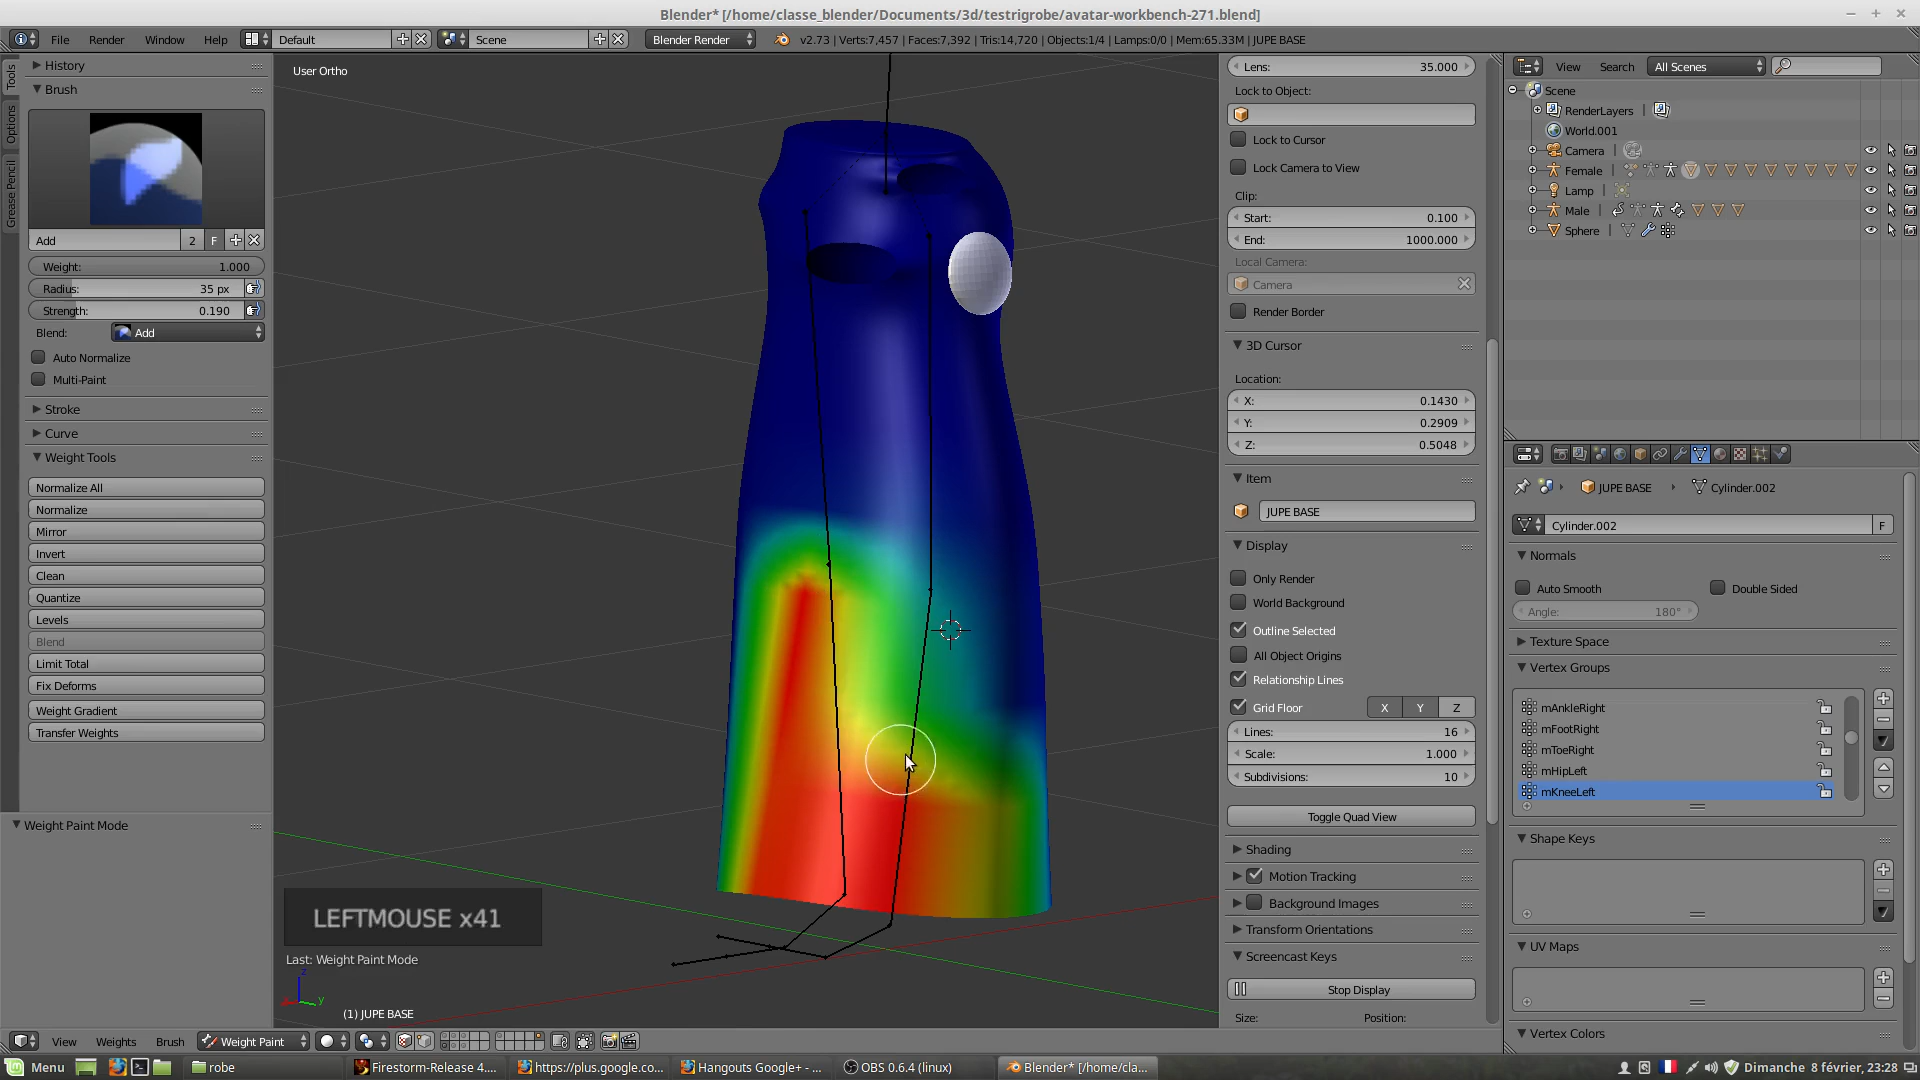 Blender* [/home/classe_blender/Documents/3d/testrigrobe/avatar-workbench-271.blend]
File Render Window Help Default Scene Blender Render v2.73 | Verts:7,457 | Faces:7,392 | Tris:14,720 | Objects:1/4 | Lamps:0/0 | Mem:65.33M | JUPE BASE
Tools
Options
Grease Pencil
History
Brush
Add 2 F
Weight: 1.000
Radius: 35 px
Strength: 0.190
Blend: Add
Auto Normalize
Multi-Paint
Stroke
Curve
Weight Tools
Normalize All
Normalize
Mirror
Invert
Clean
Quantize
Levels
Blend
Limit Total
Fix Deforms
Weight Gradient
Transfer Weights
Weight Paint Mode
User Ortho
LEFTMOUSE x41
Last: Weight Paint Mode
z
y
(1) JUPE BASE
View Weights Brush Weight Paint
Lens: 35.000
Lock to Object:
Lock to Cursor
Lock Camera to View
Clip:
Start: 0.100
End: 1000.000
Local Camera:
Camera
Render Border
3D Cursor
Location:
X: 0.1430
Y: 0.2909
Z: 0.5048
Item
JUPE BASE
Display
Only Render
World Background
Outline Selected
All Object Origins
Relationship Lines
Grid Floor X Y Z
Lines: 16
Scale: 1.000
Subdivisions: 10
Toggle Quad View
Shading
Motion Tracking
Background Images
Transform Orientations
Screencast Keys
Stop Display
Size: Position:
View Search All Scenes
Scene
RenderLayers
World.001
Camera
Female
Lamp
Male
Sphere
JUPE BASE Cylinder.002
Cylinder.002 F
Normals
Auto Smooth Double Sided
Angle: 180°
Texture Space
Vertex Groups
mAnkleRight
mFootRight
mToeRight
mHipLeft
mKneeLeft
Shape Keys
UV Maps
Vertex Colors
Menu robe Firestorm-Release 4.... https://plus.google.co... Hangouts Google+ - ... OBS 0.6.4 (linux) Blender* [/home/cla... Dimanche 8 février, 23:28